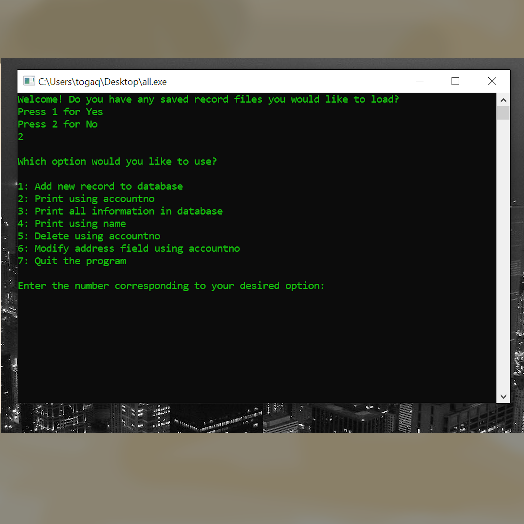 C:\Users\togaq\Desktop\all.exe
Welcome! Do you have any saved record files you would like to load?
Press 1 for Yes
Press 2 for No
2
Which option would you like to use?
1: Add new record to database
2: Print using accountno
3: Print all information in database
4: Print using name
5: Delete using accountno
6: Modify address field using accountno
7: Quit the program
Enter the number corresponding to your desired option: